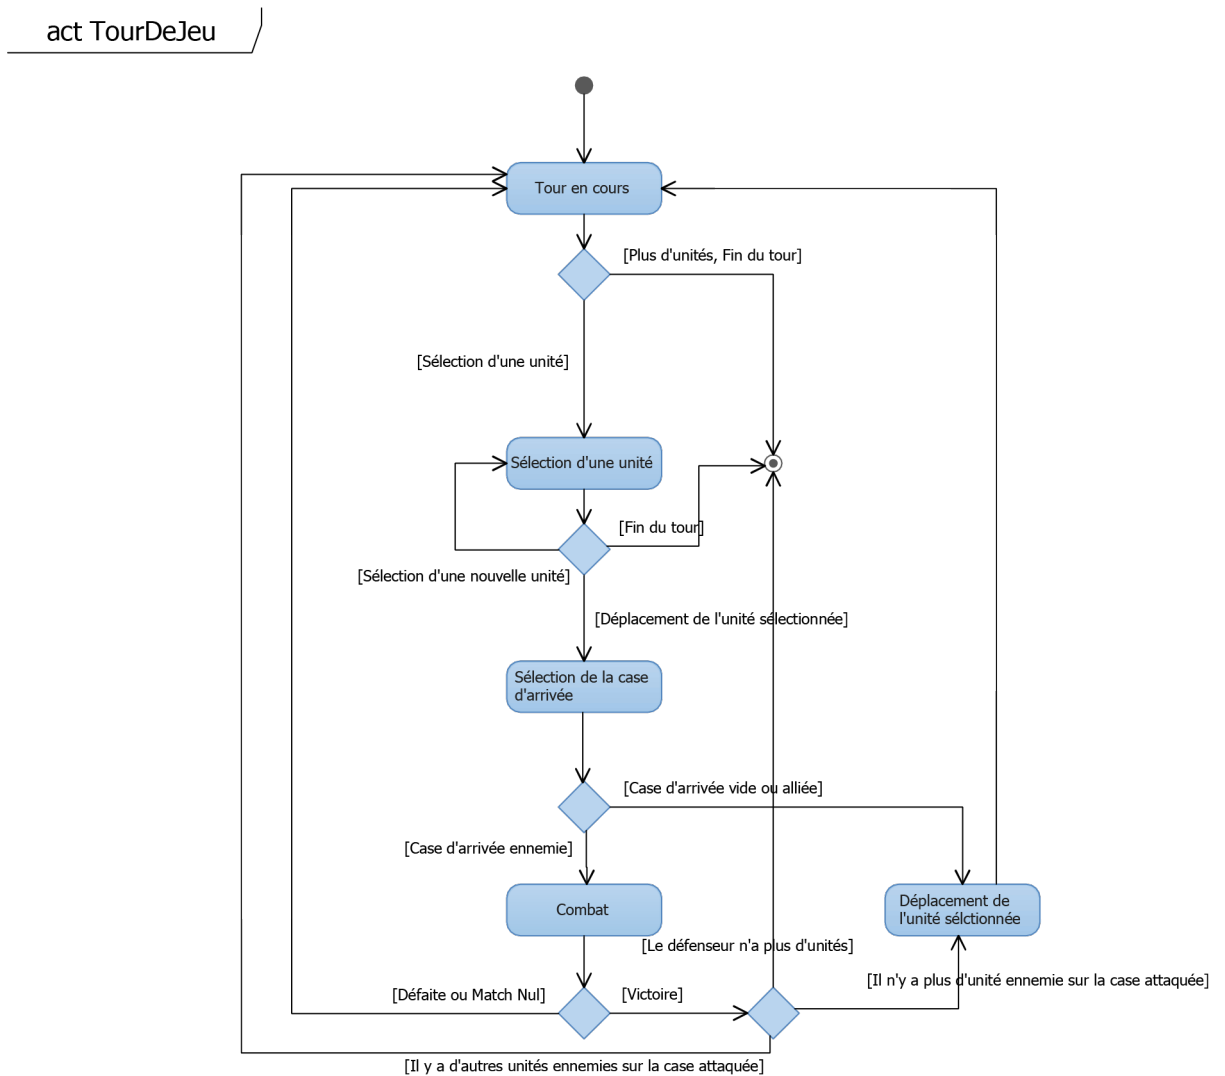 act TourDeJeu
Tour en cours
[Plus d'unités, Fin du tour]
[Sélection d'une unité]
Sélection d'une unité
[Fin du tour]
[Sélection d'une nouvelle unité]
[Déplacement de l'unité sélectionnée]
Sélection de la case
d'arrivée
[Case d'arrivée vide ou alliée]
[Case d'arrivée ennemie]
Déplacement de
l'unité sélctionnée
Combat
[Le défenseur n'a plus d'unités]
[Il n'y a plus d'unité ennemie sur la case attaquée]
[Défaite ou Match Nul]
[Victoire]
[Il y a d'autres unités ennemies sur la case attaquée]